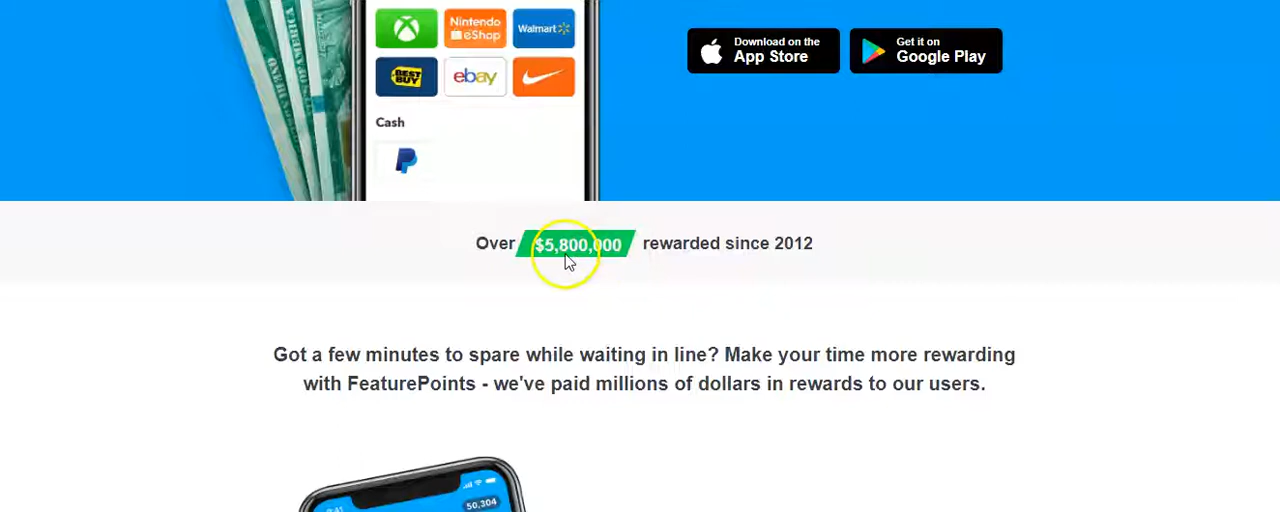 Nintendo
eShop
Walmart
BEST
BUY
ebay
Cash
Download on the
App Store
Get it on
Google Play
Over $5,800,000 rewarded since 2012
Got a few minutes to spare while waiting in line? Make your time more rewarding
with FeaturePoints - we've paid millions of dollars in rewards to our users.
9:41
50,304